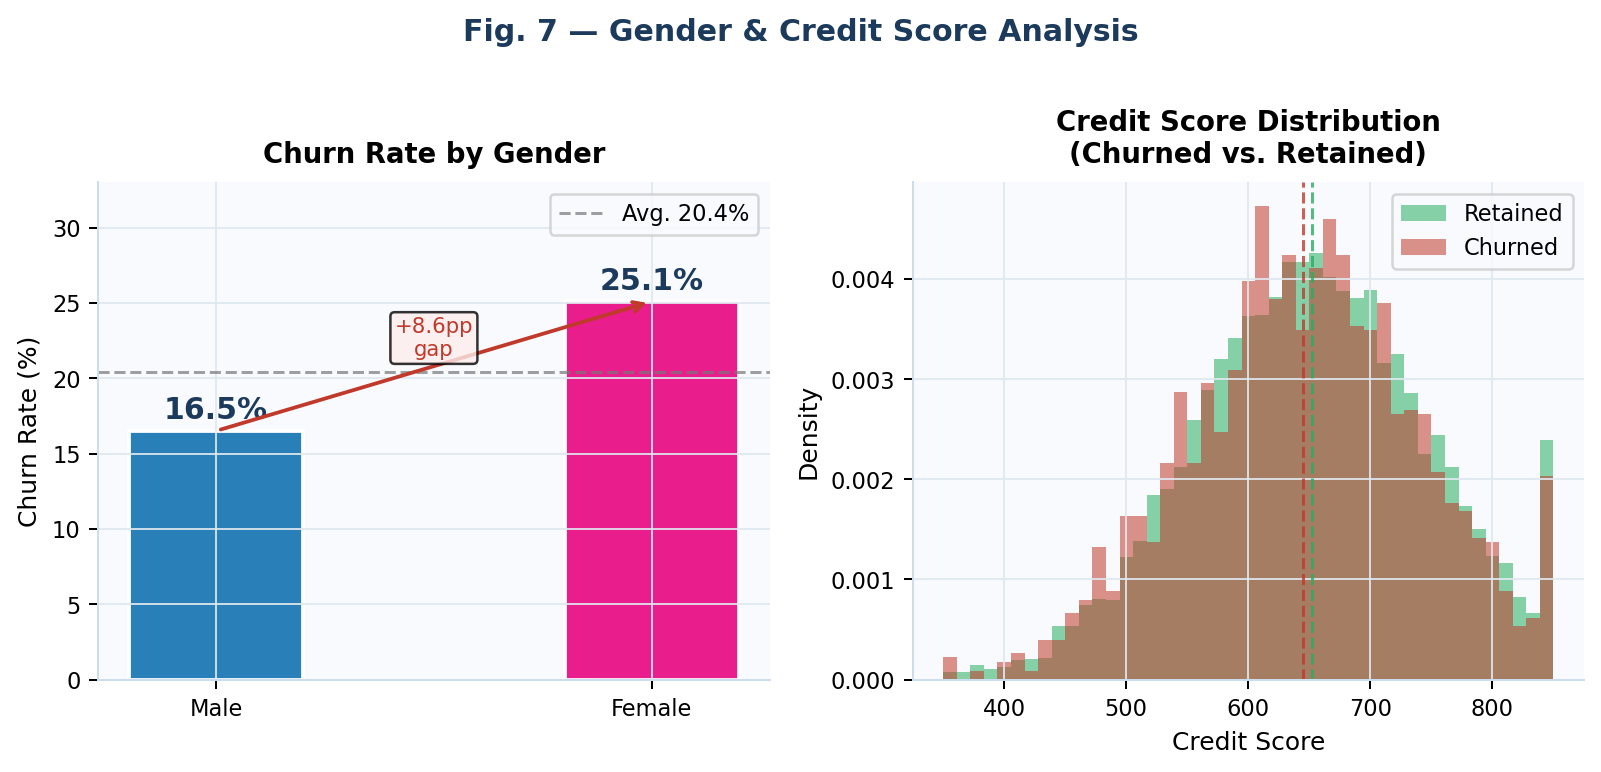 Fig. 7 — Gender & Credit Score Analysis
Churn Rate by Gender
Churn Rate (%)
30
25
20
15
10
5
0
Avg. 20.4%
16.5%
25.1%
+8.6pp
gap
Male
Female
Credit Score Distribution
(Churned vs. Retained)
Density
0.004
0.003
0.002
0.001
0.000
Retained
Churned
400
500
600
700
800
Credit Score